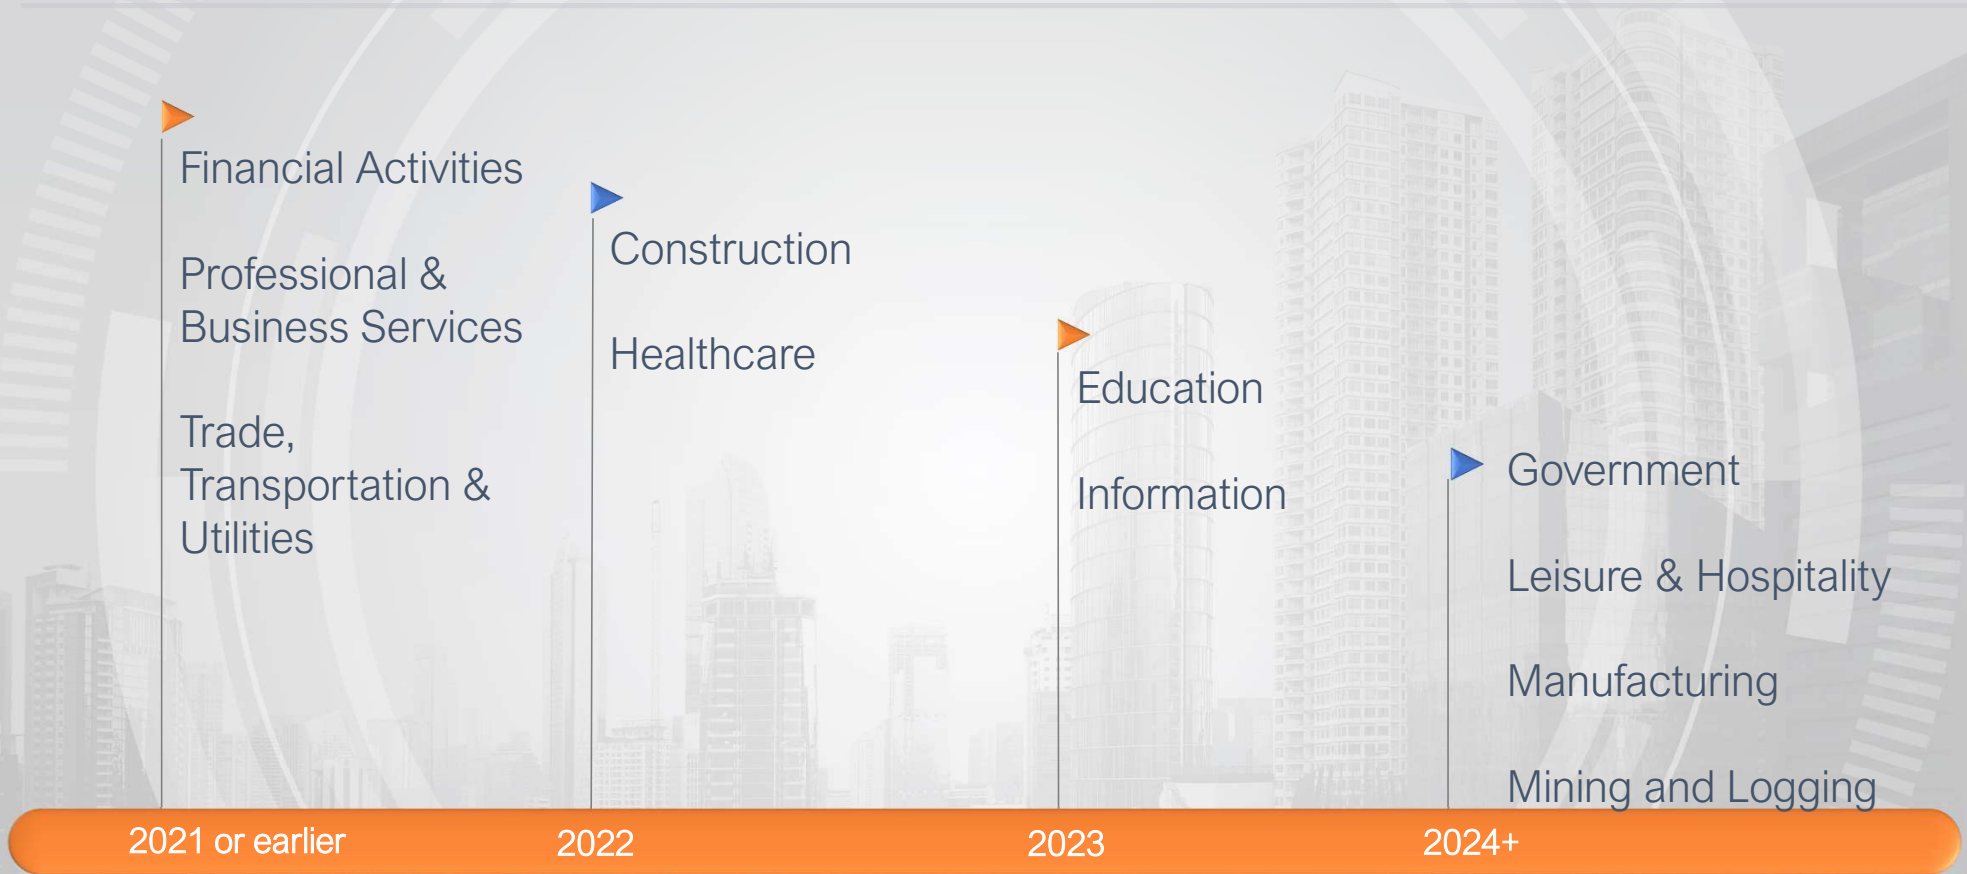 Financial Activities
Professional &
Business Services
Trade,
Transportation &
Utilities
Construction
Healthcare
Education
Information
Government
Leisure & Hospitality
Manufacturing
Mining and Logging
2021 or earlier
2022
2023
2024+